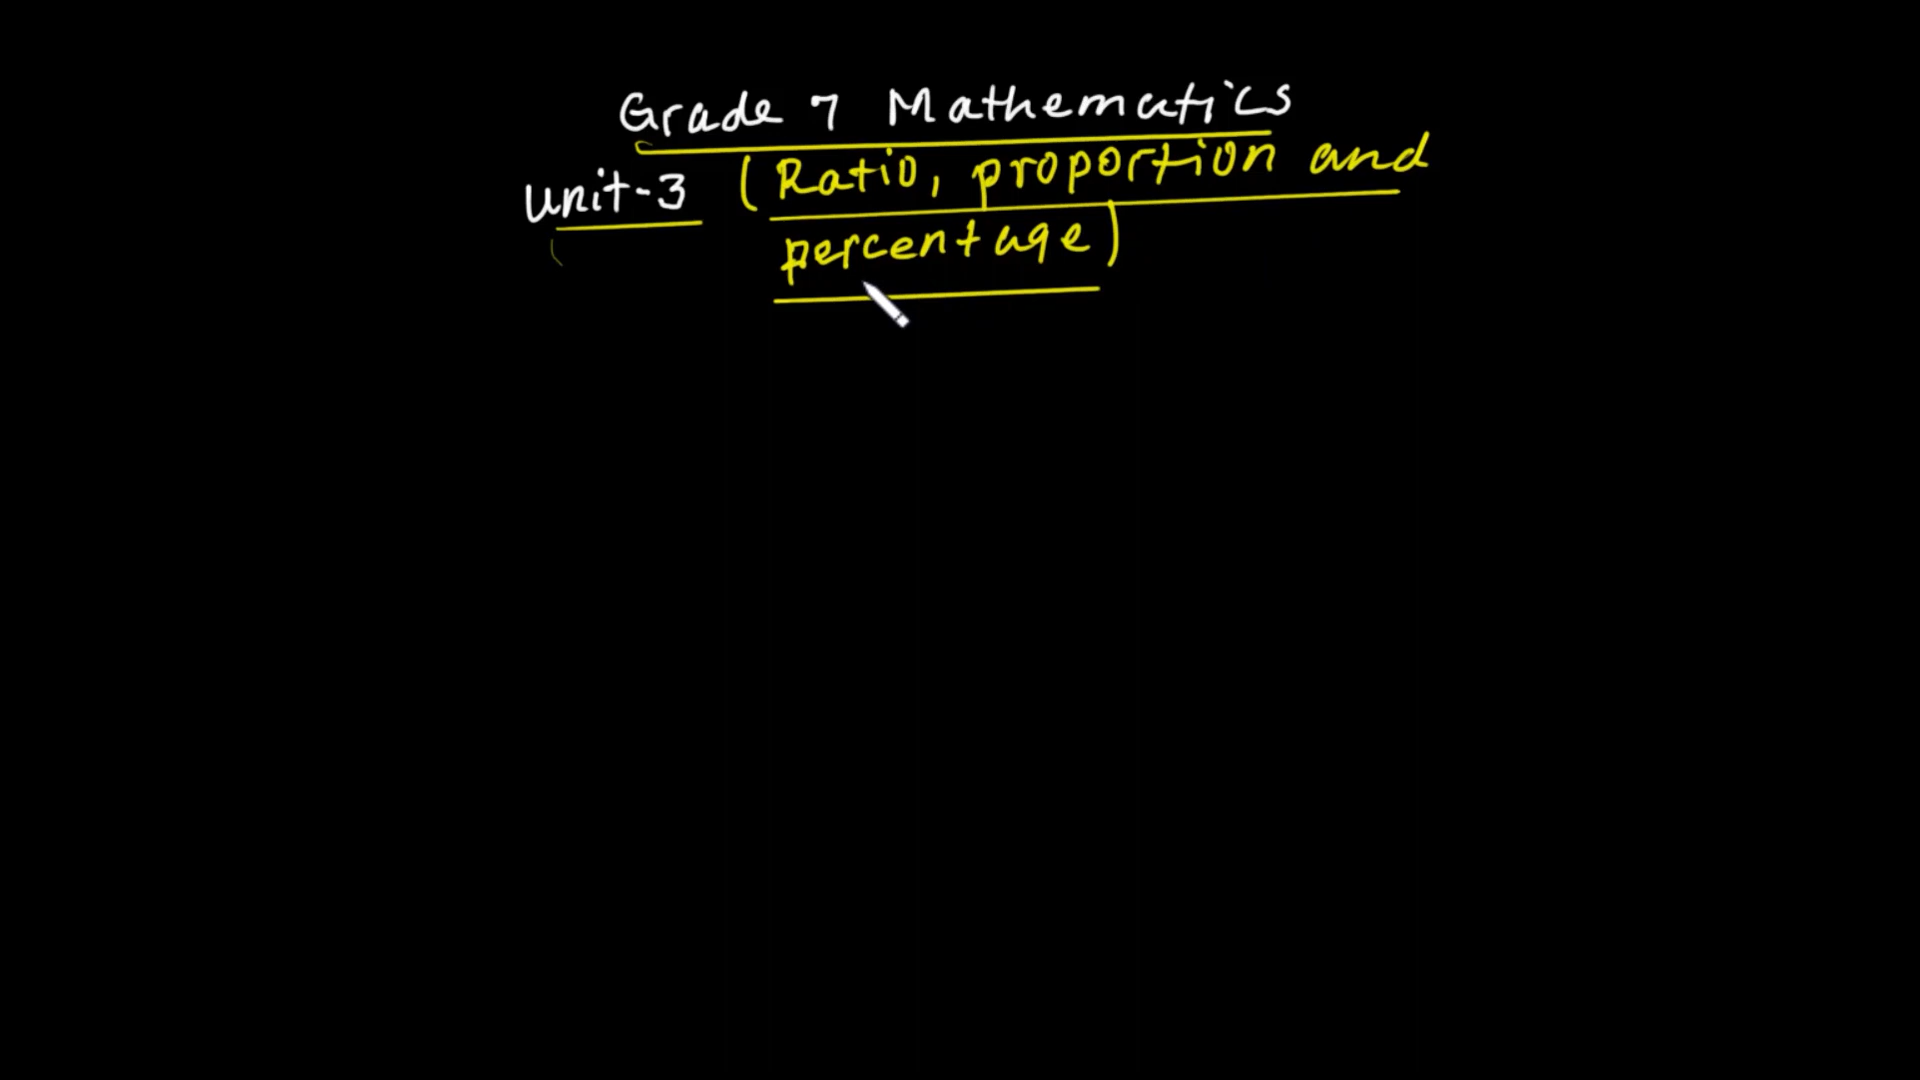 Grade 7 Mathematics
Unit-3 (Ratio, proportion and
percentage)